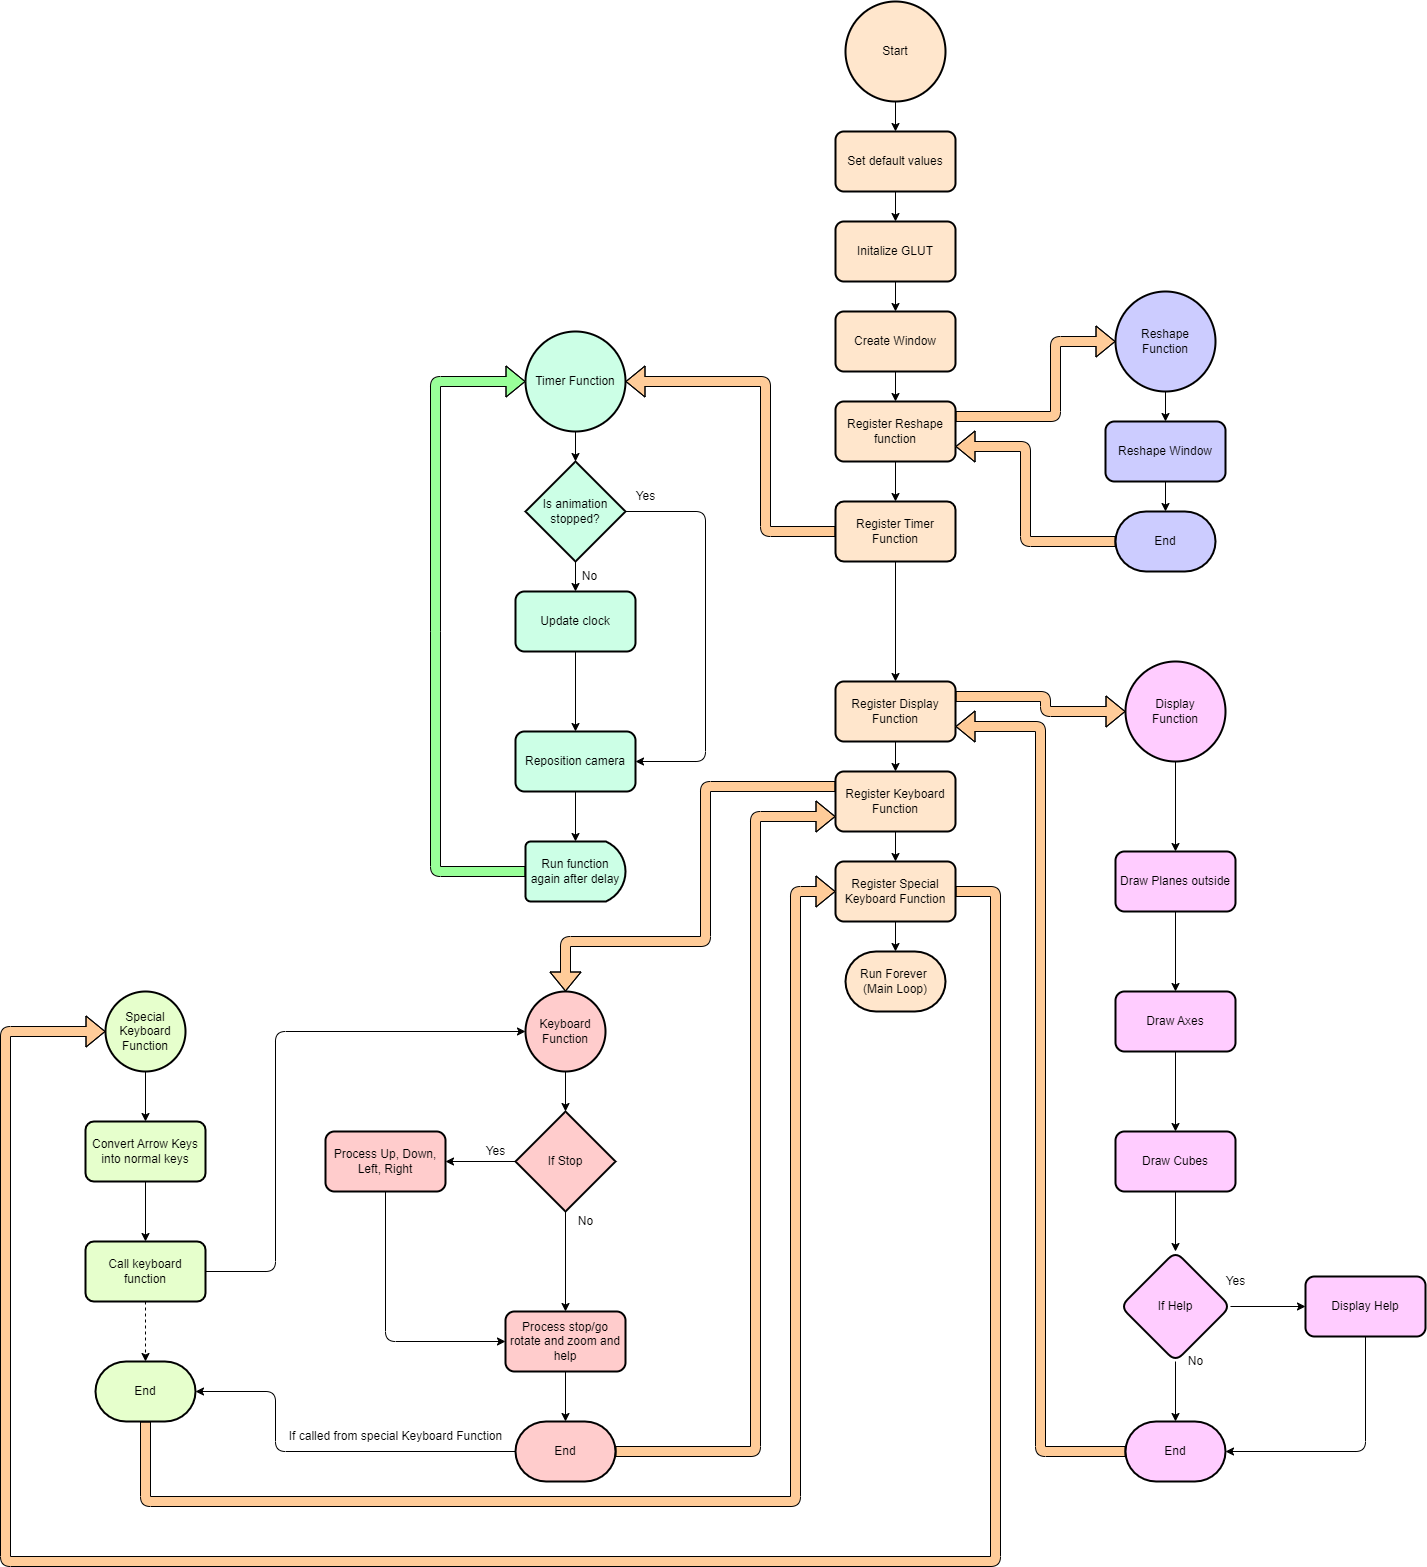 Start
Set default values
Initalize GLUT
Create Window
Register Reshape
function
Register Timer
Function
Register Display
Function
Register Keyboard
Function
Register Special
Keyboard Function
Run Forever
(Main Loop)
Reshape
Function
Reshape Window
End
Timer Function
Is animation
stopped?
Yes
No
Update clock
Reposition camera
Run function
again after delay
Display
Function
Draw Planes outside
Draw Axes
Draw Cubes
If Help
Yes
Display Help
No
End
Keyboard
Function
If Stop
Yes
Process Up, Down,
Left, Right
No
Process stop/go
rotate and zoom and
help
End
If called from special Keyboard Function
Special
Keyboard
Function
Convert Arrow Keys
into normal keys
Call keyboard
function
End